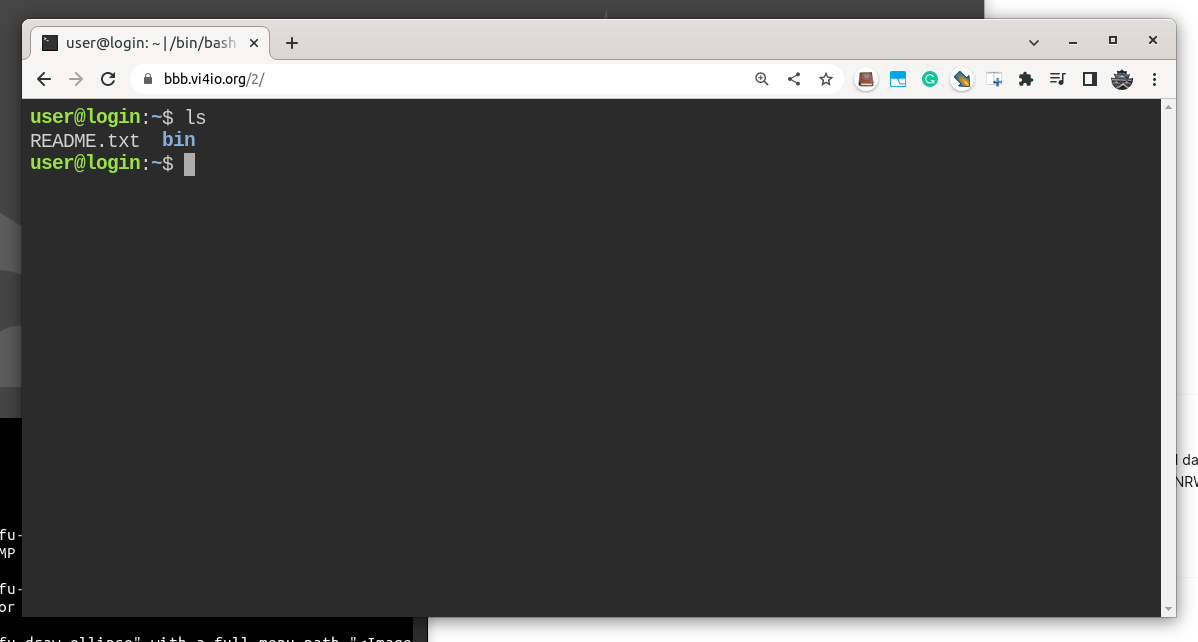 user@login: ~ | /bin/bash
bbb.vi4io.org/2/
user@login:~$ ls
README.txt bin
user@login:~$
da
NRW
fu-
MP
fu-
or
fu-draw-ellipse" with a full menu path "<Image